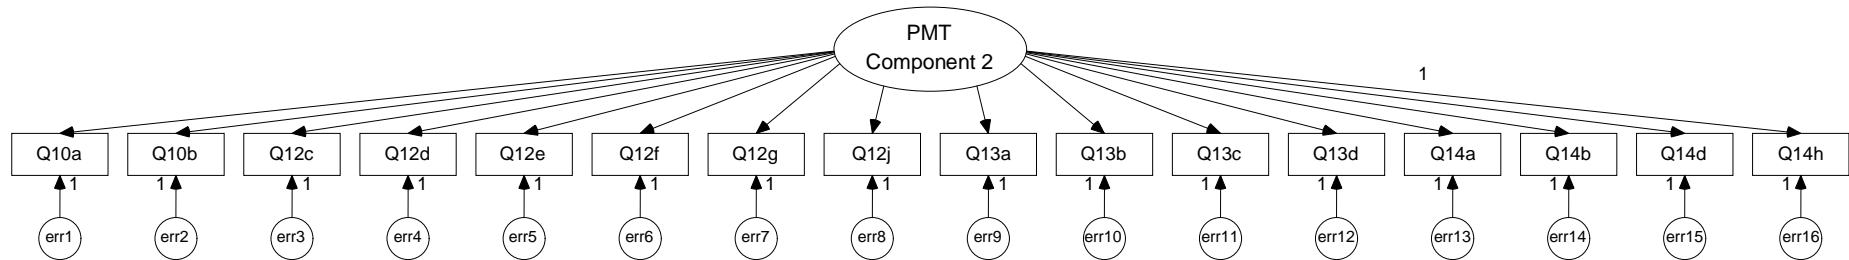 PMT
Component 2
1
Q10a Q10b Q12c Q12d Q12e Q12f Q12g Q12j Q13a Q13b Q13c Q13d Q14a Q14b Q14d Q14h
1 1 1 1 1 1 1 1 1 1 1 1 1 1 1 1
err1 err2 err3 err4 err5 err6 err7 err8 err9 err10 err11 err12 err13 err14 err15 err16